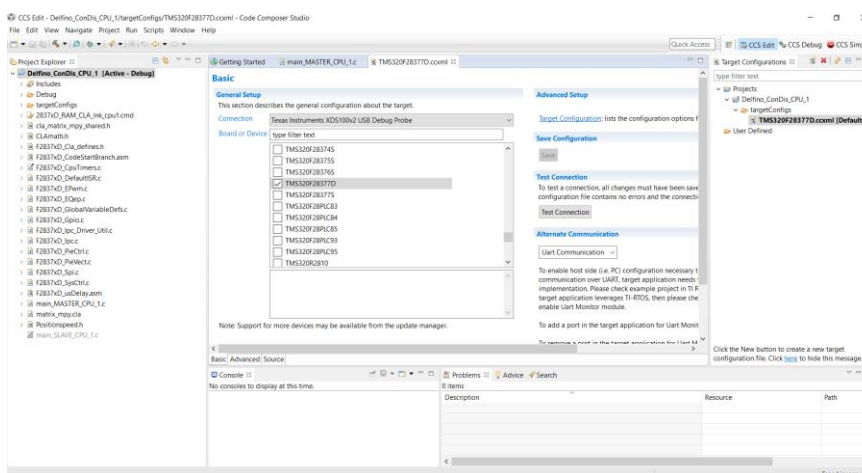 CCS Edit - Delfino_ConDis_CPU_1/targetConfigs/TMS320F28377D.ccxml - Code Composer Studio
File Edit View Navigate Project Run Scripts Window Help
Quick Access
CCS Edit CCS Debug CCS Sim
Project Explorer
Delfino_ConDis_CPU_1 [Active - Debug]
Includes
Debug
targetConfigs
2837xD_RAM_CLA_lnk_cpu1.cmd
cla_matrix_mpy_shared.h
CLAmath.h
F2837xD_Cla_defines.h
F2837xD_CodeStartBranch.asm
F2837xD_CpuTimers.c
F2837xD_DefaultISR.c
F2837xD_EPwm.c
F2837xD_EQep.c
F2837xD_GlobalVariableDefs.c
F2837xD_Gpio.c
F2837xD_Ipc_Driver_Util.c
F2837xD_Ipc.c
F2837xD_PieCtrl.c
F2837xD_PieVect.c
F2837xD_Spi.c
F2837xD_SysCtrl.c
F2837xD_usDelay.asm
main_MASTER_CPU_1.c
matrix_mpy.cla
Positionspeed.h
main_SLAVE_CPU_1.c
Getting Started main_MASTER_CPU_1.c TMS320F28377D.ccxml
Basic
General Setup
This section describes the general configuration about the target.
Connection Texas Instruments XDS100v2 USB Debug Probe
Board or Device type filter text
TMS320F28374S
TMS320F28375S
TMS320F28376S
TMS320F28377D
TMS320F28377S
TMS320F28PLC83
TMS320F28PLC84
TMS320F28PLC85
TMS320F28PLC93
TMS320F28PLC95
TMS320R2810
Note: Support for more devices may be available from the update manager.
Basic Advanced Source
Advanced Setup
Target Configuration: lists the configuration options f
Save Configuration
Save
Test Connection
To test a connection, all changes must have been save
configuration file contains no errors and the connecti
Test Connection
Alternate Communication
Uart Communication
To enable host side (i.e. PC) configuration necessary t
communication over UART, target application needs
implementation. Please check example project in TI R
target application leverages TI-RTOS, then please che
enable Uart Monitor module.
To add a port in the target application for Uart Monit
To remove a port in the target application for Uart M
Target Configurations
type filter text
Projects
Delfino_ConDis_CPU_1
targetConfigs
TMS320F28377D.ccxml [Default
User Defined
Click the New button to create a new target
configuration file. Click here to hide this message.
Console
No consoles to display at this time.
Problems Advice Search
0 items
Description Resource Path